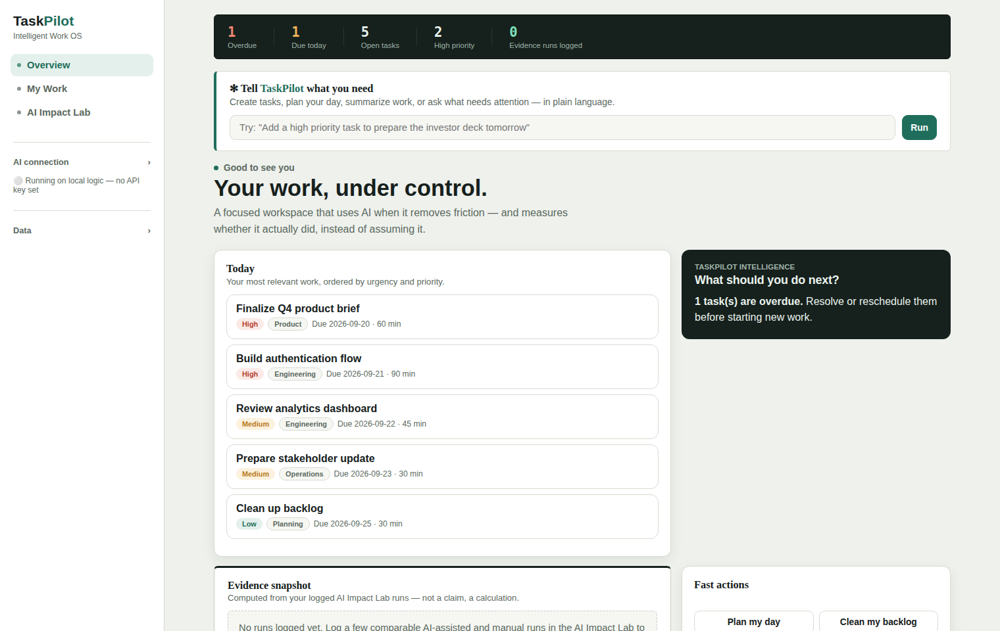 TaskPilot
Intelligent Work OS
Overview
My Work
AI Impact Lab
AI connection ›
Running on local logic — no API
key set
Data ›
1
Overdue
1
Due today
5
Open tasks
2
High priority
0
Evidence runs logged
✻ Tell TaskPilot what you need
Create tasks, plan your day, summarize work, or ask what needs attention — in plain language.
Try: "Add a high priority task to prepare the investor deck tomorrow"
Run
Good to see you
Your work, under control.
A focused workspace that uses AI when it removes friction — and measures
whether it actually did, instead of assuming it.
Today
Your most relevant work, ordered by urgency and priority.
Finalize Q4 product brief
High Product Due 2026-09-20 · 60 min
Build authentication flow
High Engineering Due 2026-09-21 · 90 min
Review analytics dashboard
Medium Engineering Due 2026-09-22 · 45 min
Prepare stakeholder update
Medium Operations Due 2026-09-23 · 30 min
Clean up backlog
Low Planning Due 2026-09-25 · 30 min
TASKPILOT INTELLIGENCE
What should you do next?
1 task(s) are overdue. Resolve or reschedule them
before starting new work.
Evidence snapshot
Computed from your logged AI Impact Lab runs — not a claim, a calculation.
No runs logged yet. Log a few comparable AI-assisted and manual runs in the AI Impact Lab to
Fast actions
Plan my day
Clean my backlog